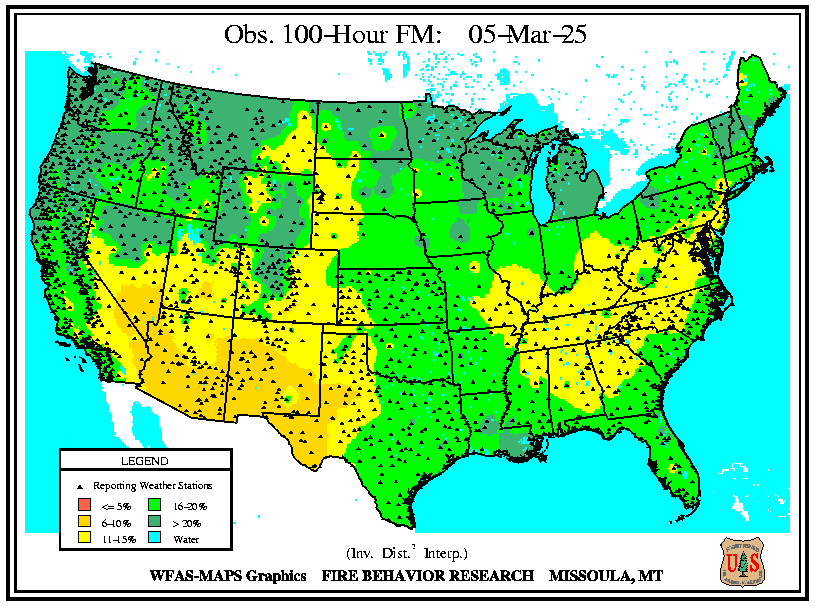 Obs. 100-Hour FM: 05-Mar-25
LEGEND
Reporting Weather Stations
<= 5% 16-20%
6-10% > 20%
11-15% Water
(Inv. Dist.² Interp.)
WFAS-MAPS Graphics FIRE BEHAVIOR RESEARCH MISSOULA, MT
U S